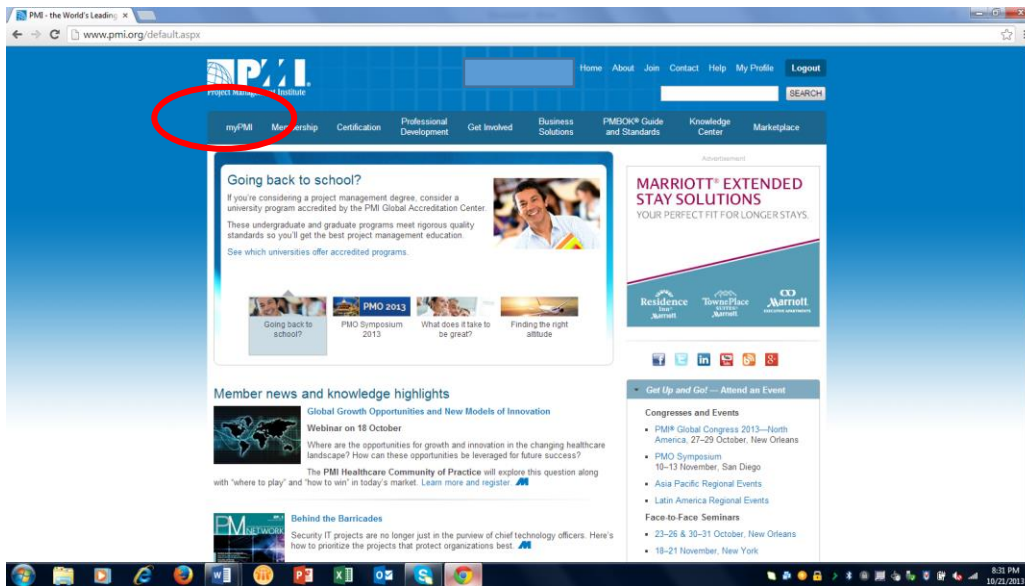 PMI - the World's Leading
www.pmi.org/default.aspx
PMI
Project Management Institute
Home About Join Contact Help My Profile Logout
SEARCH
myPMI Membership Certification Professional Development Get Involved Business Solutions PMBOK® Guide and Standards Knowledge Center Marketplace
Going back to school?
If you're considering a project management degree, consider a
university program accredited by the PMI Global Accreditation Center.
These undergraduate and graduate programs meet rigorous quality
standards so you'll get the best project management education.
See which universities offer accredited programs.
PMO 2013
Going back to
school?
PMO Symposium
2013
What does it take to
be great?
Finding the right
altitude
Advertisement
MARRIOTT® EXTENDED
STAY SOLUTIONS
YOUR PERFECT FIT FOR LONGER STAYS.
Residence
Inn®
Marriott
TownePlace
SUITES®
Marriott
Marriott
EXECUTIVE APARTMENTS
Member news and knowledge highlights
Global Growth Opportunities and New Models of Innovation
Webinar on 18 October
Where are the opportunities for growth and innovation in the changing healthcare
landscape? How can these opportunities be leveraged for future success?
The PMI Healthcare Community of Practice will explore this question along
with "where to play" and "how to win" in today's market. Learn more and register.
PM NETWORK
Behind the Barricades
Security IT projects are no longer just in the purview of chief technology officers. Here's
how to prioritize the projects that protect organizations best.
Get Up and Go! — Attend an Event
Congresses and Events
PMI® Global Congress 2013—North
America, 27–29 October, New Orleans
PMO Symposium
10–13 November, San Diego
Asia Pacific Regional Events
Latin America Regional Events
Face-to-Face Seminars
23–26 & 30–31 October, New Orleans
18–21 November, New York
8:31 PM
10/21/2013